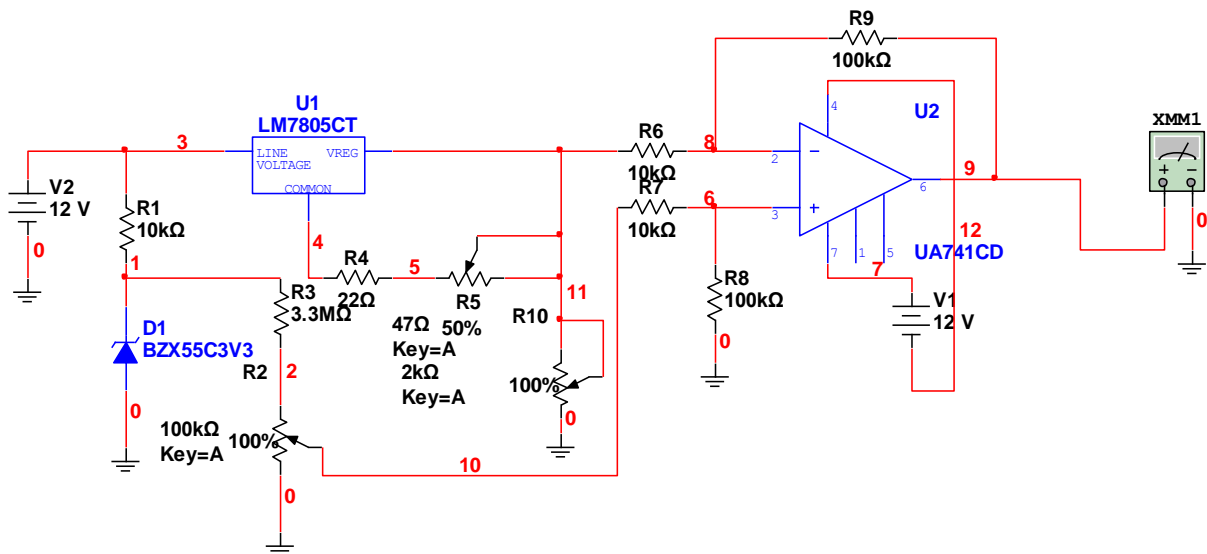 R9
100kΩ
U1
LM7805CT
4
U2
XMM1
3
LINE
VOLTAGE
VREG
R6
8
2
10kΩ
V2
12 V
COMMON
R7
6
3
10kΩ
6
9
R1
10kΩ
0
4
R4
22Ω
5
R5
47Ω
50%
Key=A
2kΩ
Key=A
11
R10
100%
0
12
0
7
1
5
UA741CD
7
V1
12 V
R8
100kΩ
0
1
R3
3.3MΩ
D1
BZX55C3V3
R2
2
0
100kΩ
100%
Key=A
10
0